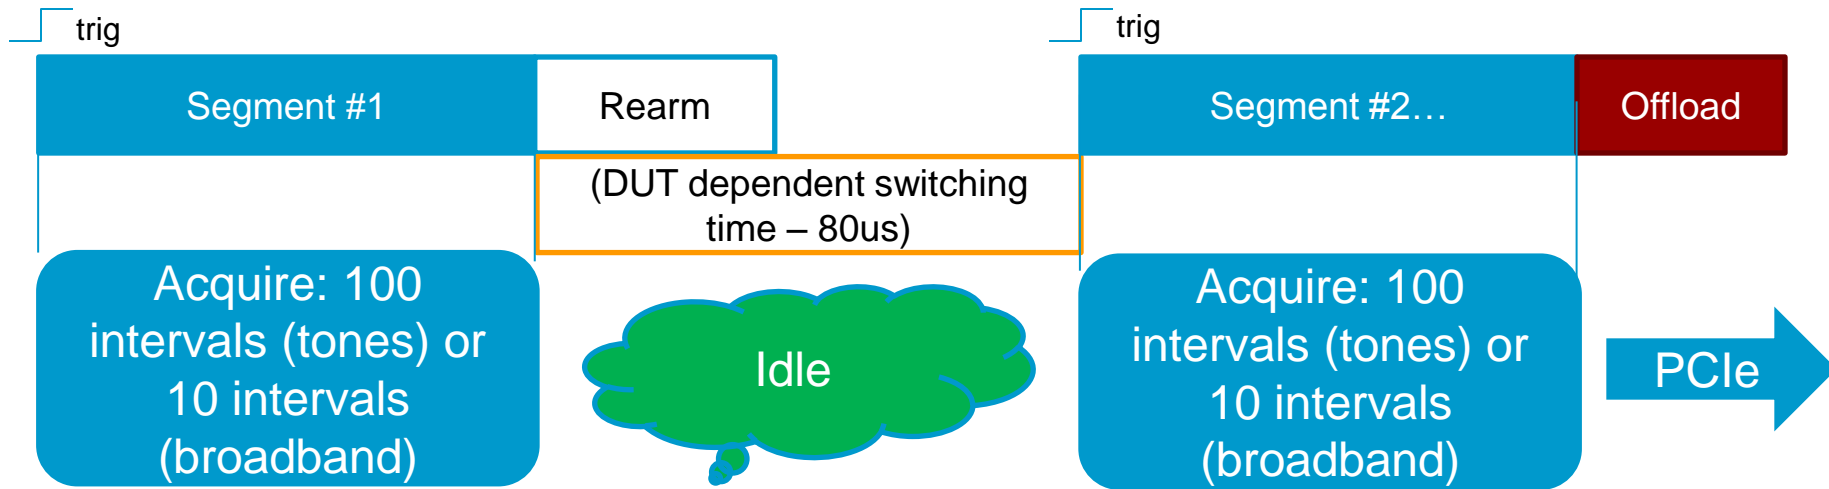 trig
trig
Segment #1
Rearm
Segment #2…
Offload
(DUT dependent switching
time – 80us)
Acquire: 100
intervals (tones) or
10 intervals
(broadband)
Idle
Acquire: 100
intervals (tones) or
10 intervals
(broadband)
PCIe